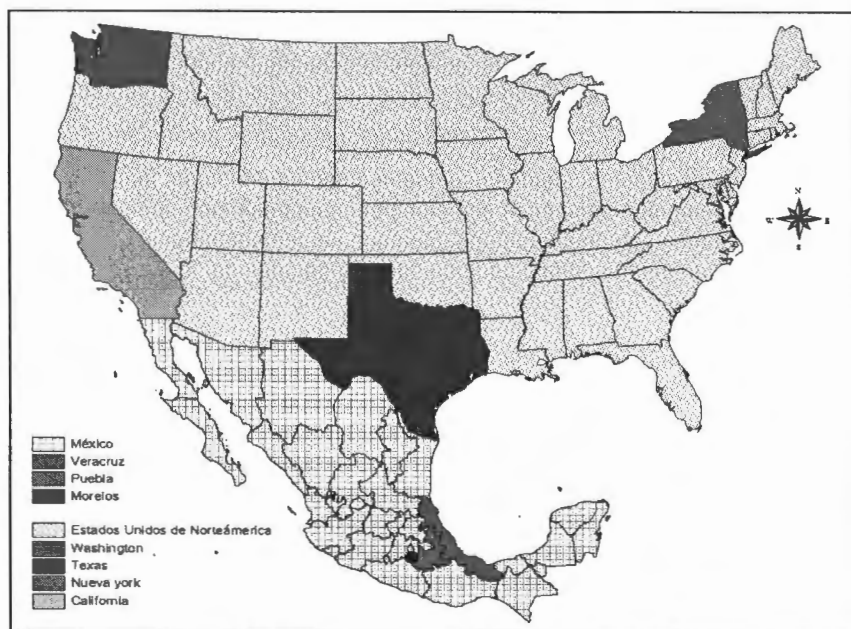 N
W
E
S
México
Veracruz
Puebla
Morelos
Estados Unidos de Norteámerica
Washington
Texas
Nueva york
California